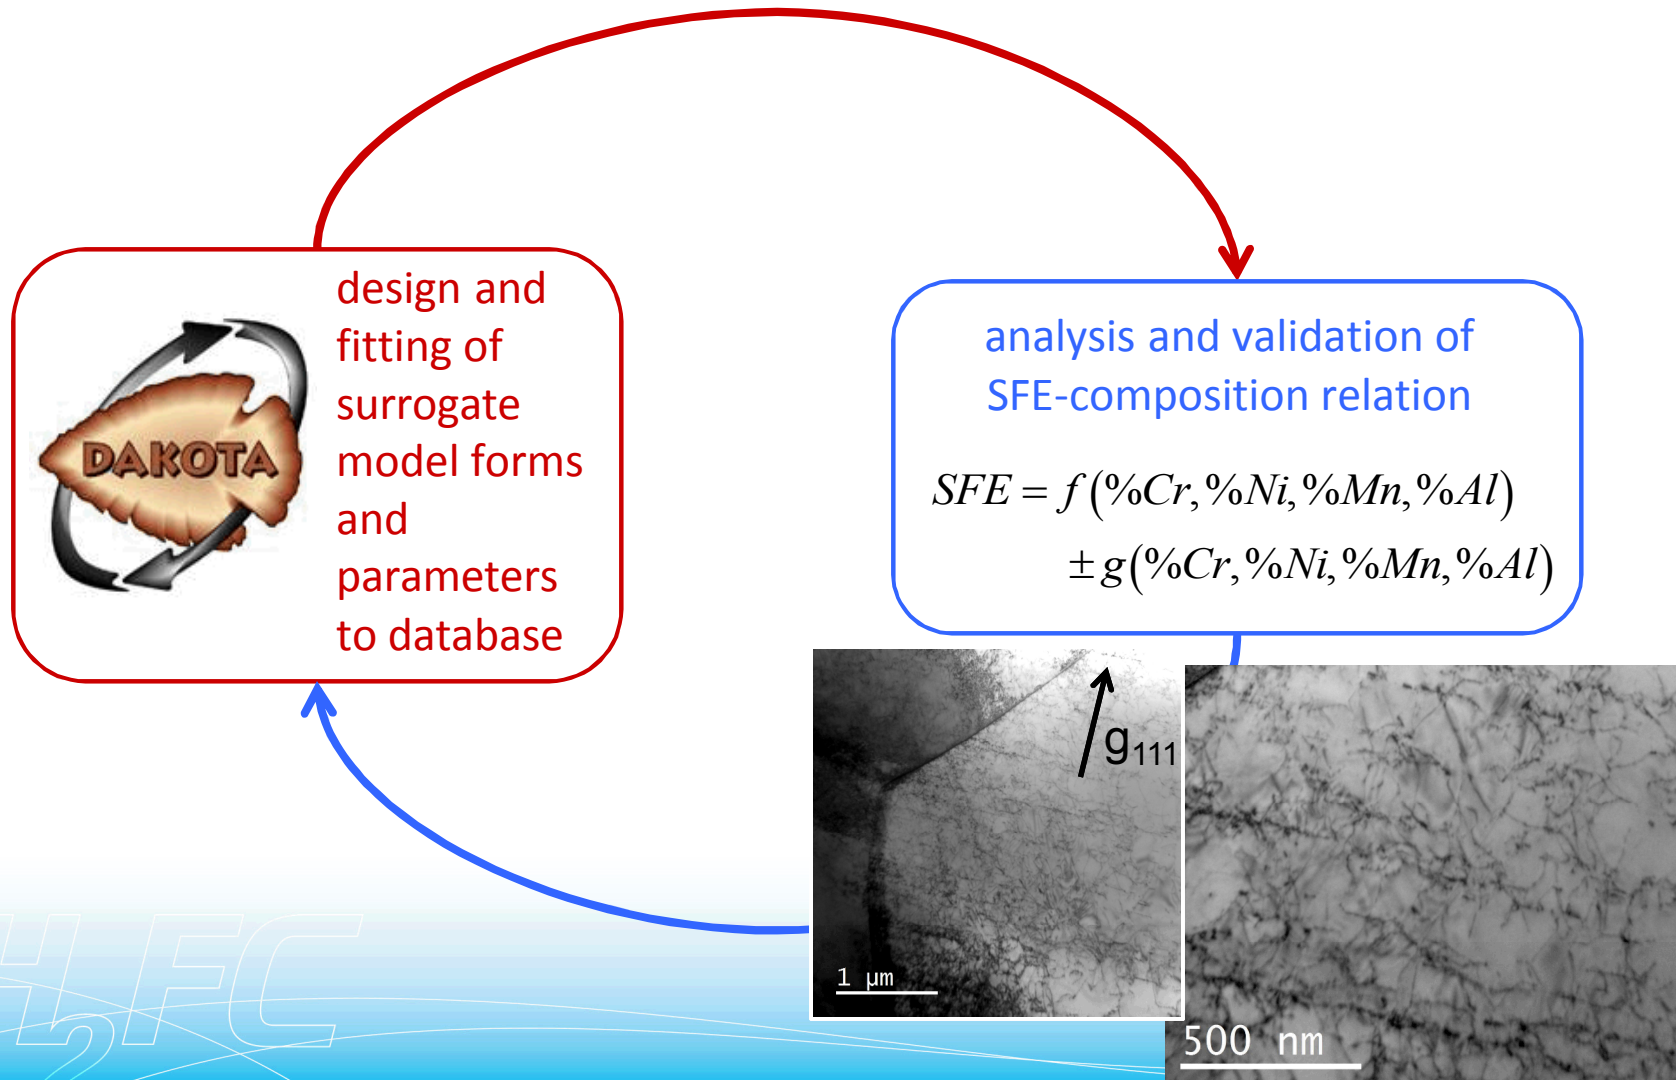 design and
fitting of
surrogate
model forms
and
parameters
to database
DAKOTA
analysis and validation of
SFE-composition relation
SFE = f(%Cr,%Ni,%Mn,%Al)
±g(%Cr,%Ni,%Mn,%Al)
g₁₁₁
1 µm
500 nm
H₂FC